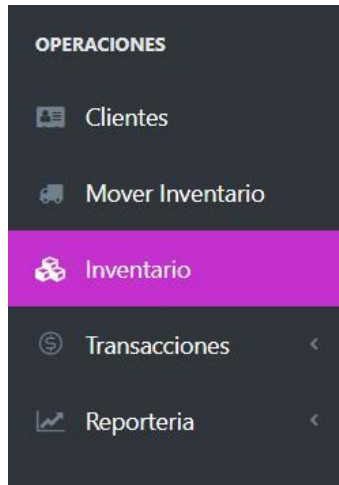 OPERACIONES
Clientes
Mover Inventario
Inventario
Transacciones
Reporteria